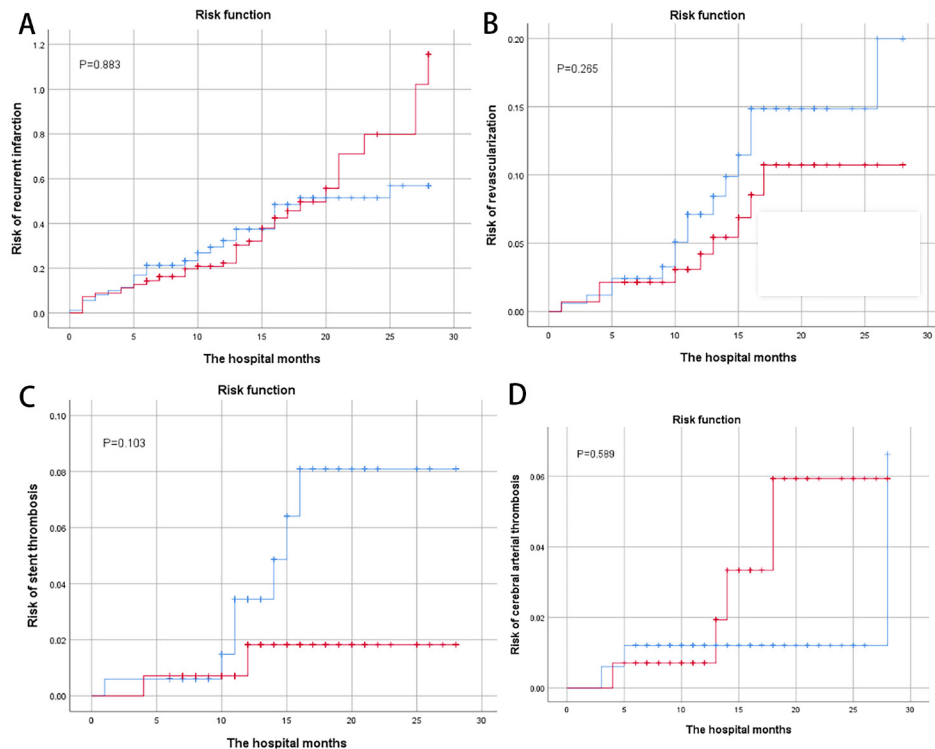 A
Risk function
P=0.883
Risk of recurrent infarction
1.2
1.0
0.8
0.6
0.4
0.2
0.0
0 5 10 15 20 25 30
The hospital months
B
Risk function
P=0.265
Risk of revascularization
0.20
0.15
0.10
0.05
0.00
0 5 10 15 20 25 30
The hospital months
C
Risk function
P=0.103
Risk of stent thrombosis
0.10
0.08
0.06
0.04
0.02
0.00
0 5 10 15 20 25 30
The hospital months
D
Risk function
P=0.589
Risk of cerebral arterial thrombosis
0.06
0.04
0.02
0.00
0 5 10 15 20 25 30
The hospital months